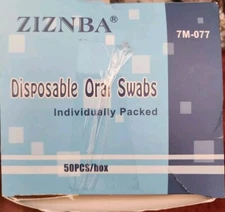 ZIZNBA®
7M-077
Disposable Oral Swabs
Individually Packed
50PCS/box